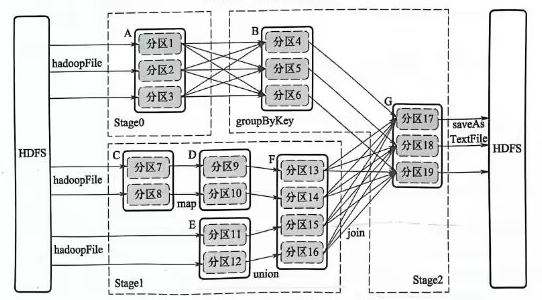 HDFS
hadoopFile
A
分区1
分区2
分区3
Stage0
B
分区4
分区5
分区6
groupByKey
hadoopFile
C
分区7
分区8
map
D
分区9
分区10
hadoopFile
E
分区11
分区12
union
F
分区13
分区14
分区15
分区16
join
Stage1
G
分区17
分区18
分区19
Stage2
saveAs
TextFile
HDFS